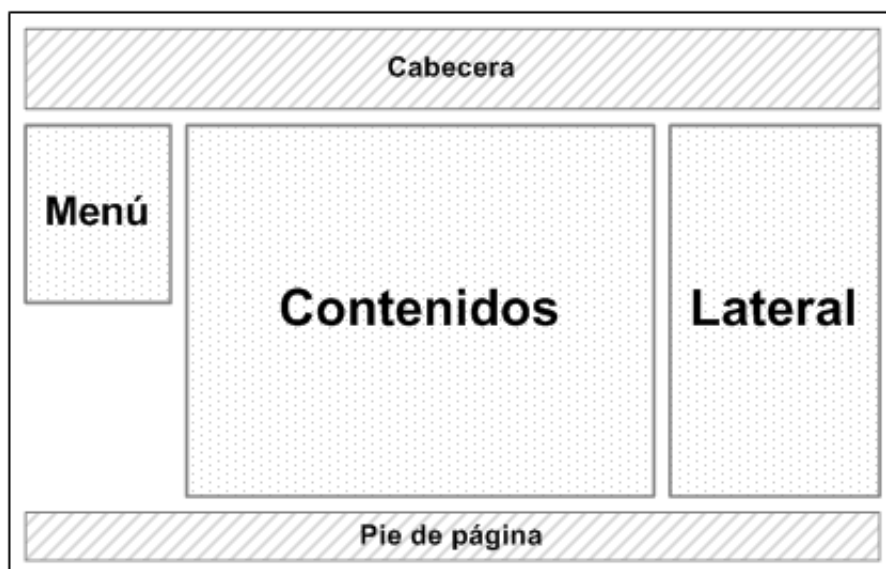 Cabecera
Menú
Contenidos
Lateral
Pie de página